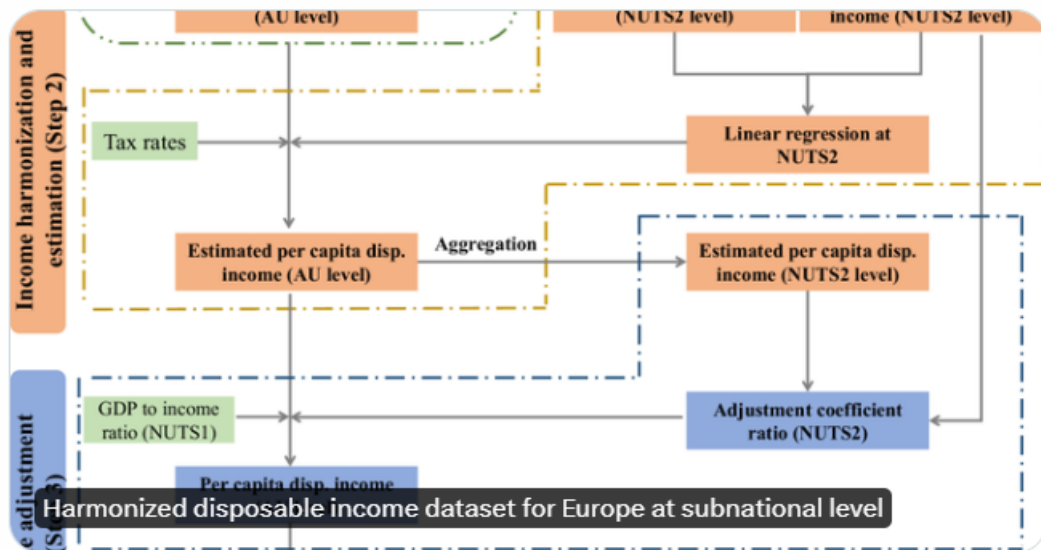 (AU level)
(NUTS2 level)
income (NUTS2 level)
Income harmonization and
estimation (Step 2)
Tax rates
Linear regression at
NUTS2
Estimated per capita disp.
income (AU level)
Aggregation
Estimated per capita disp.
income (NUTS2 level)
GDP to income
ratio (NUTS1)
Adjustment coefficient
ratio (NUTS2)
e adjustment
3)
Per capita disp. income
Harmonized disposable income dataset for Europe at subnational level